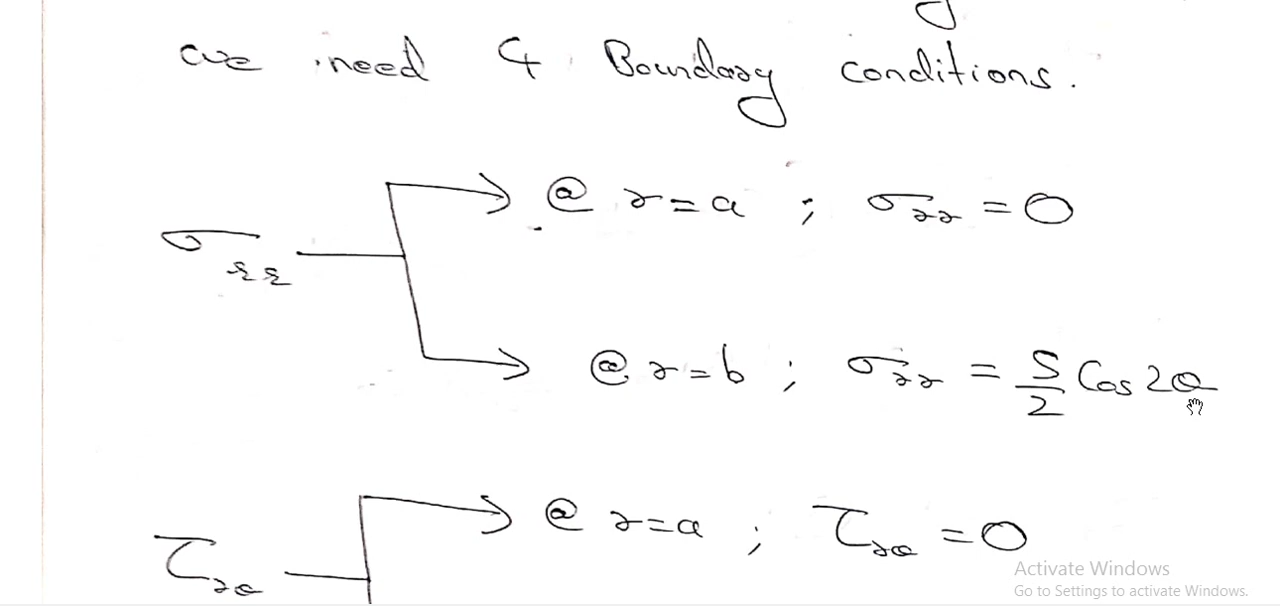 we need 4 Boundary conditions.
@ r=a ; σrr = 0
σrr
@ r=b ; σrr = S/2 Cos 2θ
@ r=a ; τrθ = 0
τrθ
Activate Windows
Go to Settings to activate Windows.